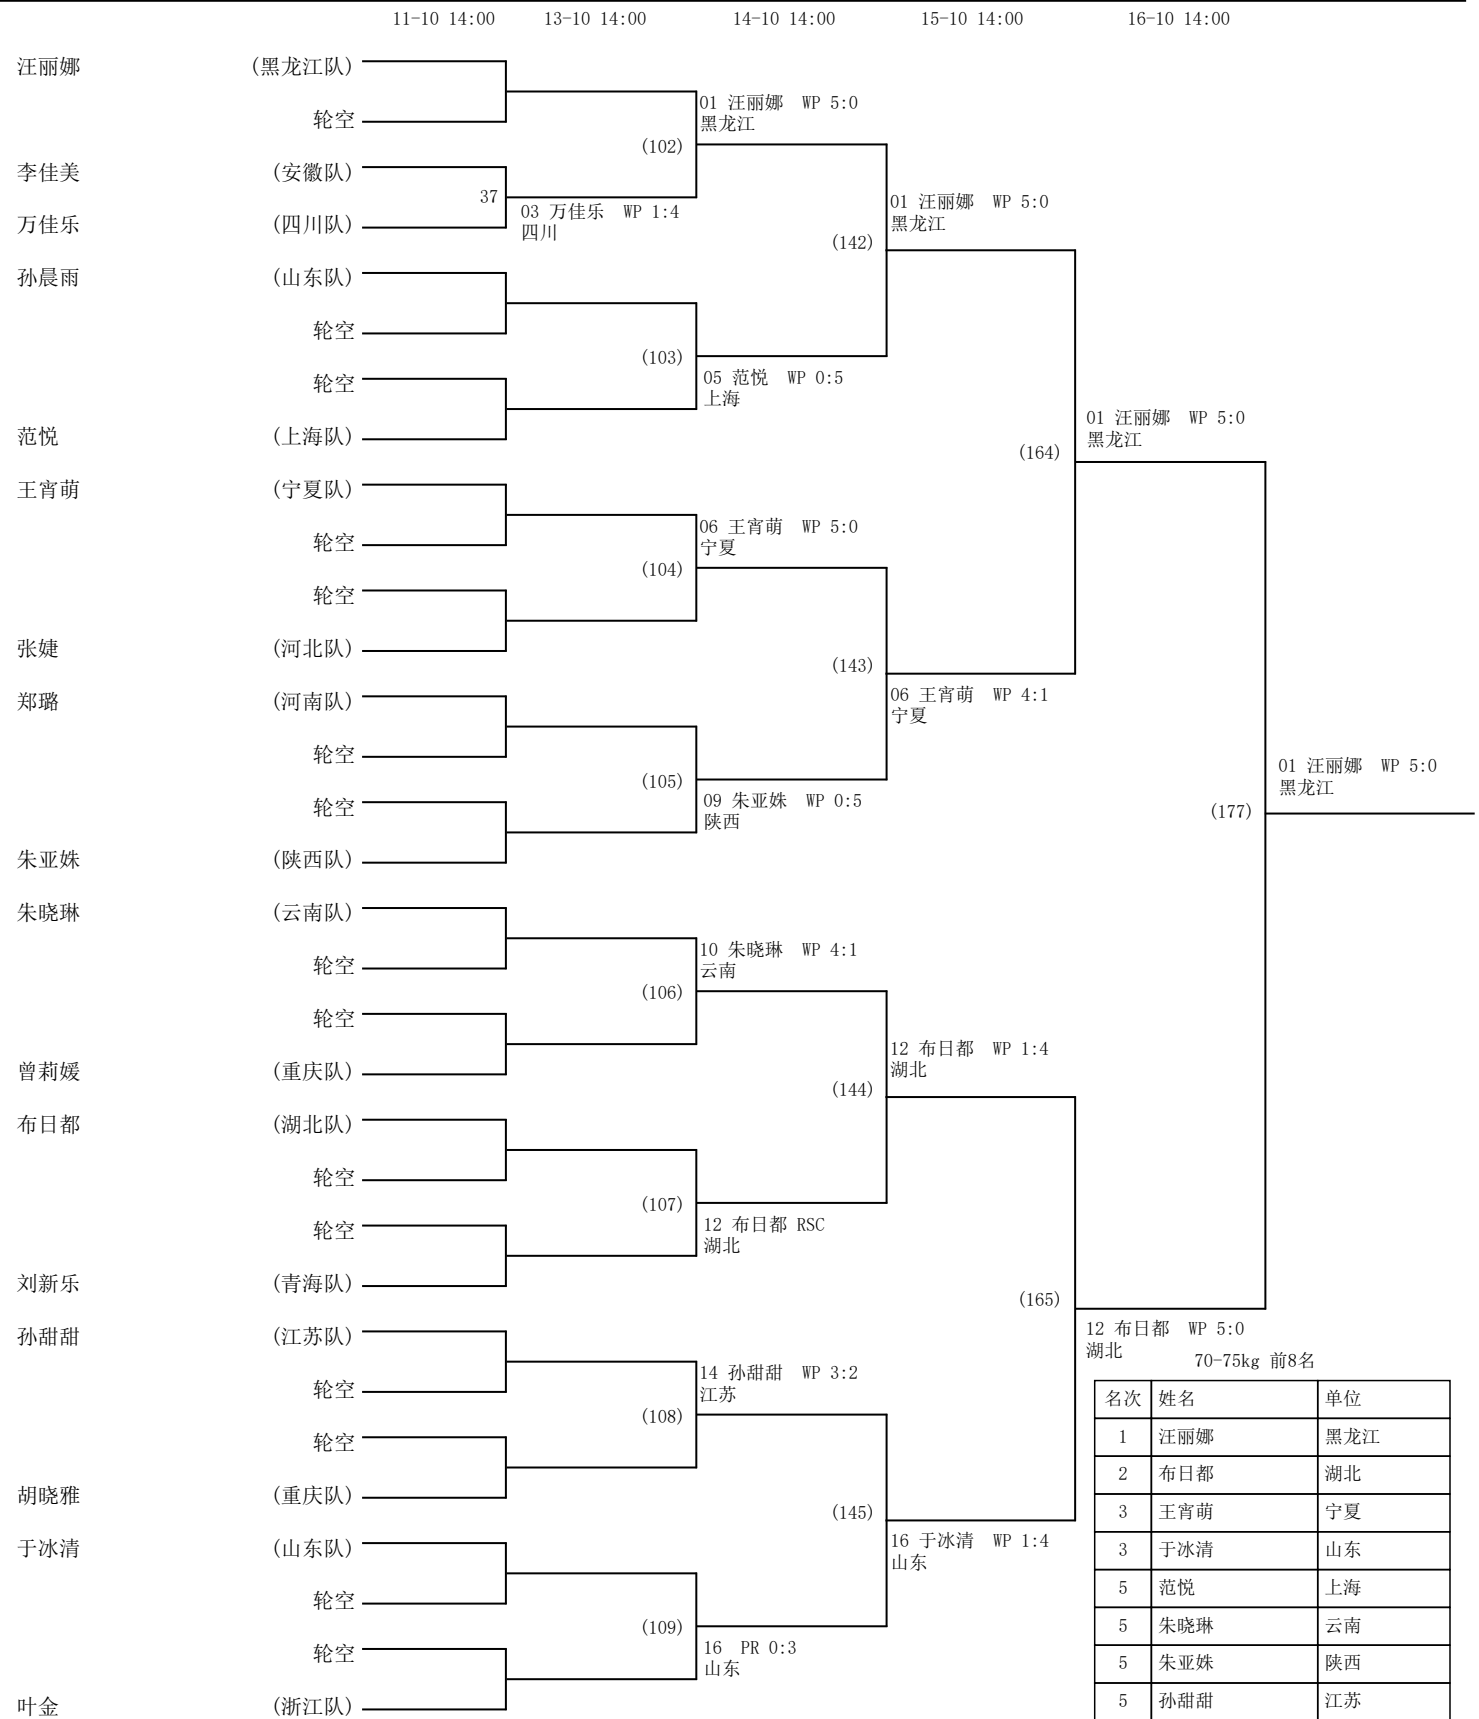 11-10 14:00 13-10 14:00 14-10 14:00 15-10 14:00 16-10 14:00
汪丽娜 (黑龙江队)
01 汪丽娜 WP 5:0
黑龙江
轮空
(102)
李佳美 (安徽队)
37
01 汪丽娜 WP 5:0
黑龙江
03 万佳乐 WP 1:4
四川
万佳乐 (四川队)
(142)
孙晨雨 (山东队)
轮空
(103)
05 范悦 WP 0:5
上海
轮空
01 汪丽娜 WP 5:0
黑龙江
范悦 (上海队)
(164)
王宵萌 (宁夏队)
06 王宵萌 WP 5:0
宁夏
轮空
(104)
轮空
张婕 (河北队)
(143)
06 王宵萌 WP 4:1
宁夏
郑璐 (河南队)
轮空
01 汪丽娜 WP 5:0
黑龙江
(105)
09 朱亚姝 WP 0:5
陕西
轮空
(177)
朱亚姝 (陕西队)
朱晓琳 (云南队)
10 朱晓琳 WP 4:1
云南
轮空
(106)
轮空
12 布日都 WP 1:4
湖北
曾莉媛 (重庆队)
(144)
布日都 (湖北队)
轮空
(107)
12 布日都 RSC
湖北
轮空
刘新乐 (青海队)
(165)
12 布日都 WP 5:0
湖北
孙甜甜 (江苏队)
70-75kg 前8名
14 孙甜甜 WP 3:2
江苏
轮空
(108)
名次 姓名 单位
1 汪丽娜 黑龙江
轮空
2 布日都 湖北
胡晓雅 (重庆队)
3 王宵萌 宁夏
(145)
16 于冰清 WP 1:4
山东
于冰清 (山东队)
3 于冰清 山东
5 范悦 上海
轮空
(109)
5 朱晓琳 云南
16 PR 0:3
山东
轮空
5 朱亚姝 陕西
叶金 (浙江队)
5 孙甜甜 江苏